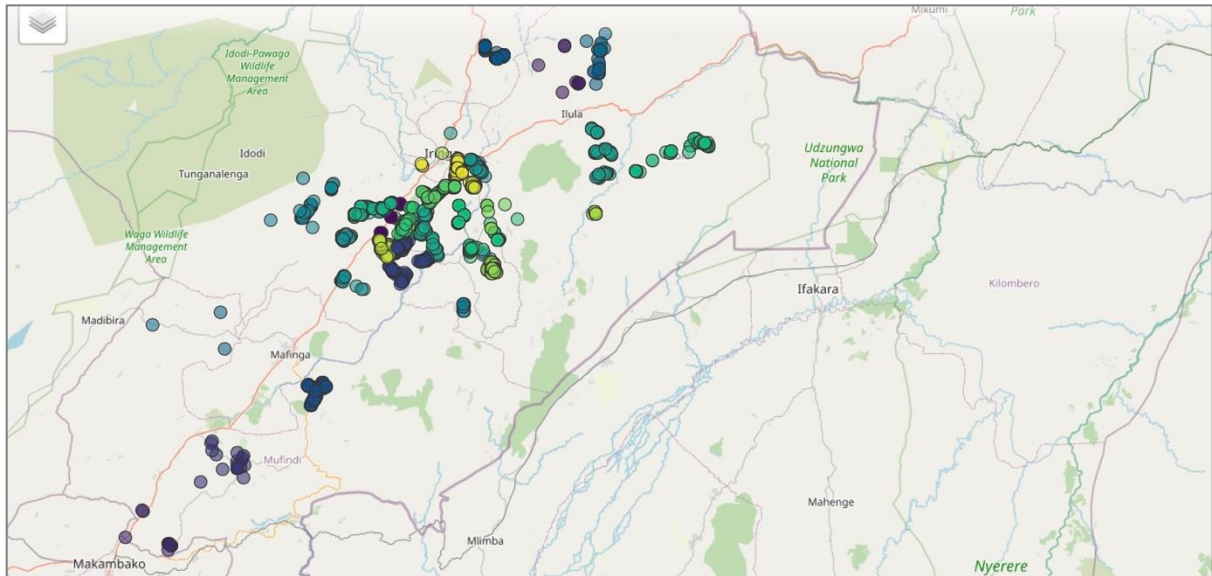 Mikumi
Park
Idodi-Pawaga
Wildlife
Management
Area
Ilula
Idodi
Tunganalenga
Udzungwa
National
Park
Waga Wildlife
Management
Area
Ifakara
Kilombero
Madibira
Mafinga
Mufindi
Mahenge
Mlimba
Makambako
Nyerere